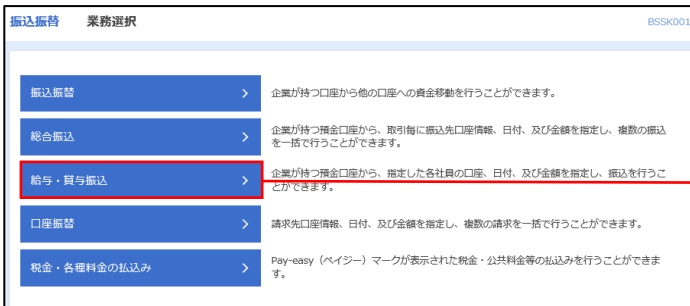 振込振替 業務選択 BSSK001
振込振替
企業が持つ口座から他の口座への資金移動を行うことができます。
総合振込
企業が持つ預金口座から、取引毎に振込先口座情報、日付、及び金額を指定し、複数の振込
を一括で行うことができます。
給与・賞与振込
企業が持つ預金口座から、指定した各社員の口座、日付、及び金額を指定し、振込を行うこ
とができます。
口座振替
請求先口座情報、日付、及び金額を指定し、複数の請求を一括で行うことができます。
税金・各種料金の払込み
Pay-easy（ペイジー）マークが表示された税金・公共料金等の払込みを行うことができま
す。